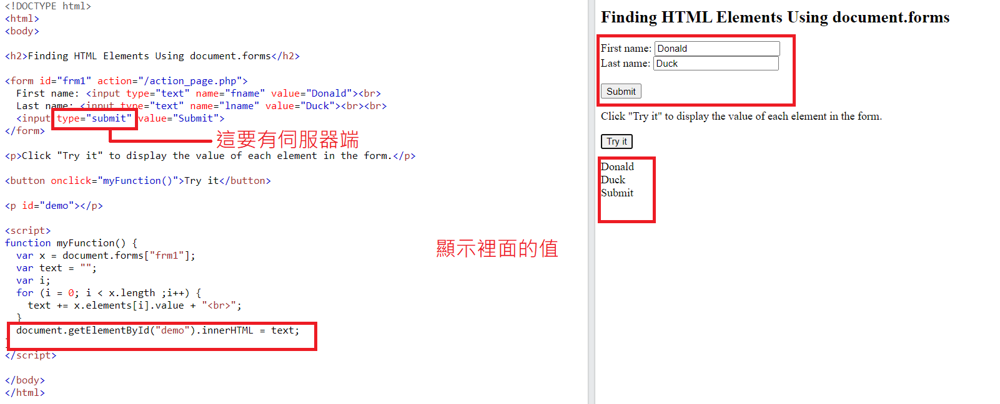 <!DOCTYPE html>
<html>
<body>
<h2>Finding HTML Elements Using document.forms</h2>
<form id="frm1" action="/action_page.php">
First name: <input type="text" name="fname" value="Donald"><br>
Last name: <input type="text" name="lname" value="Duck"><br><br>
<input type="submit" value="Submit">
</form>
這要有伺服器端
<p>Click "Try it" to display the value of each element in the form.</p>
<button onclick="myFunction()">Try it</button>
<p id="demo"></p>
<script>
function myFunction() {
var x = document.forms["frm1"];
var text = "";
var i;
for (i = 0; i < x.length ;i++) {
text += x.elements[i].value + "<br>";
}
document.getElementById("demo").innerHTML = text;
</script>
</body>
</html>
顯示裡面的值
Finding HTML Elements Using document.forms
First name: Donald
Last name: Duck
Submit
Click "Try it" to display the value of each element in the form.
Try it
Donald
Duck
Submit